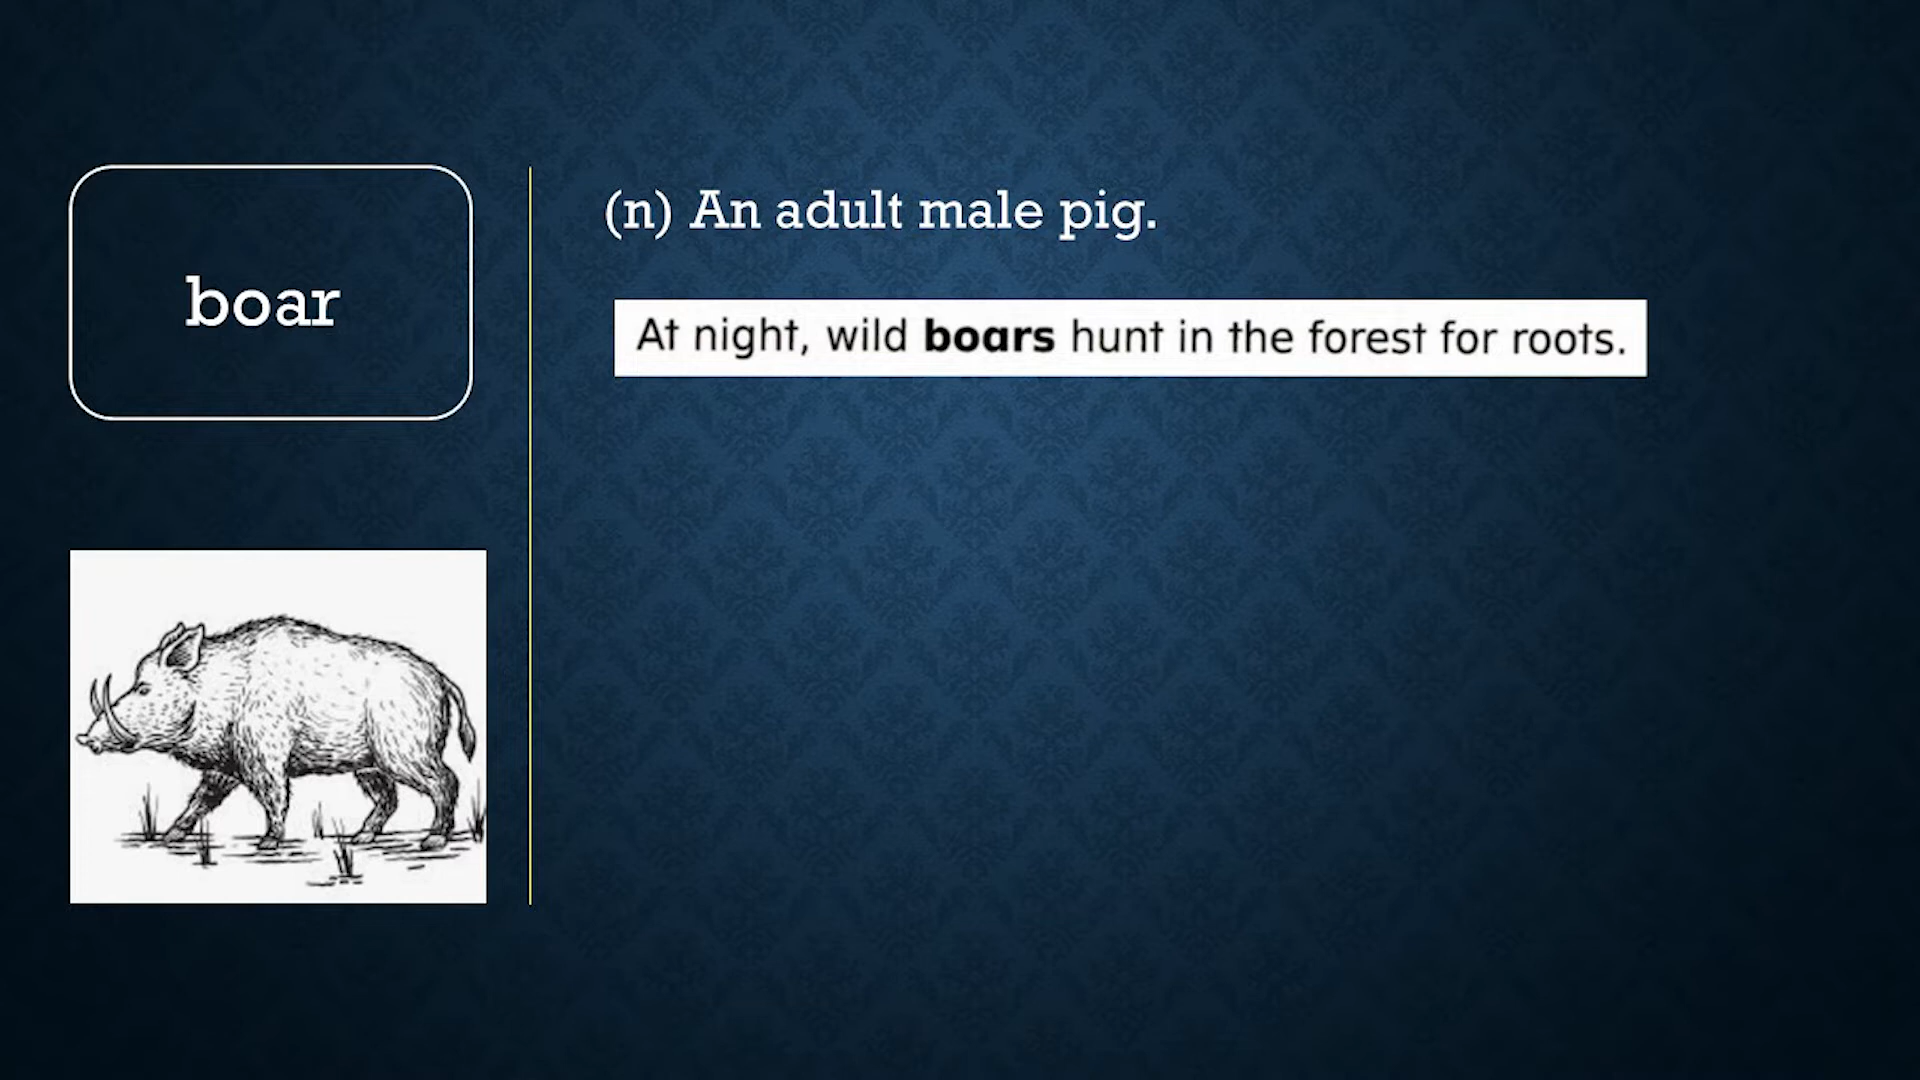 boar
(n) An adult male pig.
At night, wild boars hunt in the forest for roots.